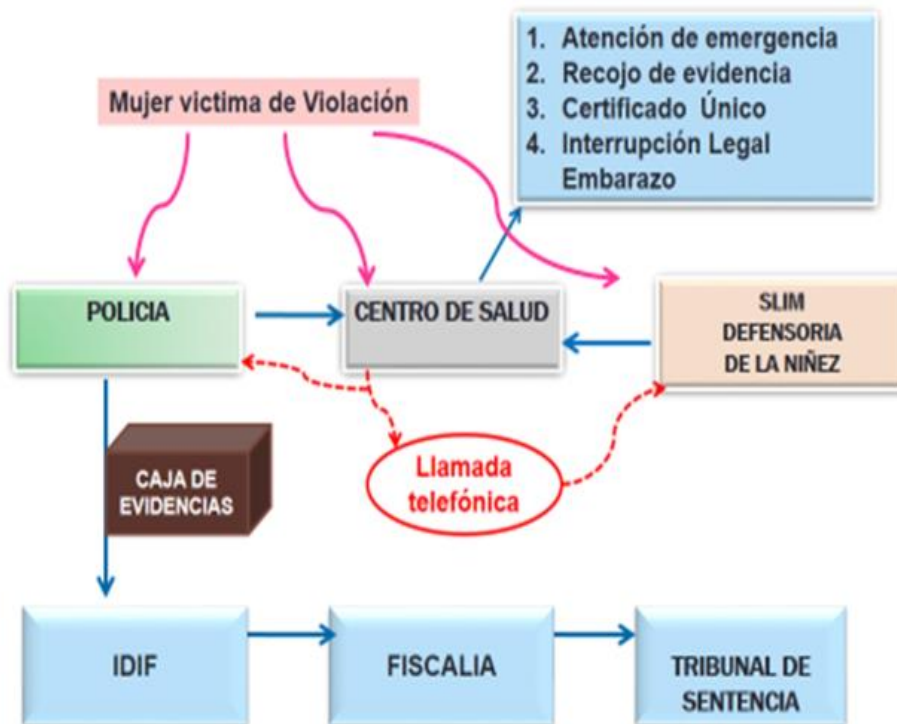 1. Atención de emergencia
2. Recojo de evidencia
3. Certificado Único
4. Interrupción Legal
Embarazo
Mujer victima de Violación
POLICIA
CENTRO DE SALUD
SLIM
DEFENSORIA
DE LA NIÑEZ
Llamada
telefónica
CAJA DE
EVIDENCIAS
IDIF
FISCALIA
TRIBUNAL DE
SENTENCIA